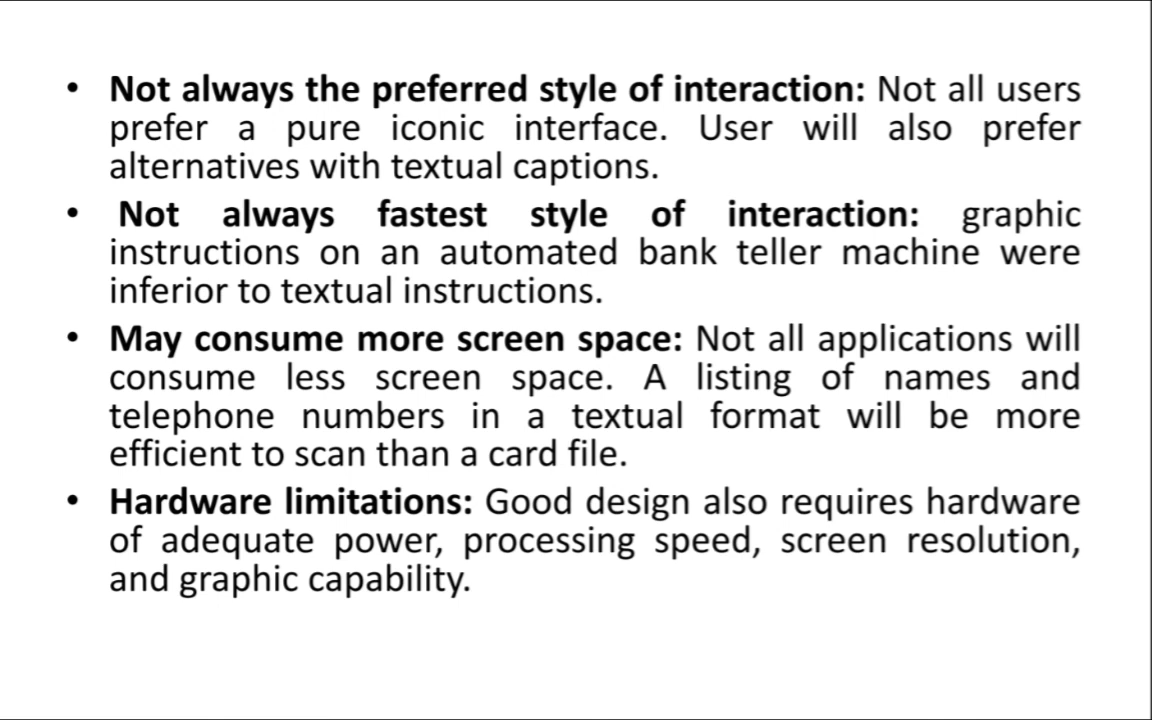 • Not always the preferred style of interaction: Not all users
prefer a pure iconic interface. User will also prefer
alternatives with textual captions.
• Not always fastest style of interaction: graphic
instructions on an automated bank teller machine were
inferior to textual instructions.
• May consume more screen space: Not all applications will
consume less screen space. A listing of names and
telephone numbers in a textual format will be more
efficient to scan than a card file.
• Hardware limitations: Good design also requires hardware
of adequate power, processing speed, screen resolution,
and graphic capability.